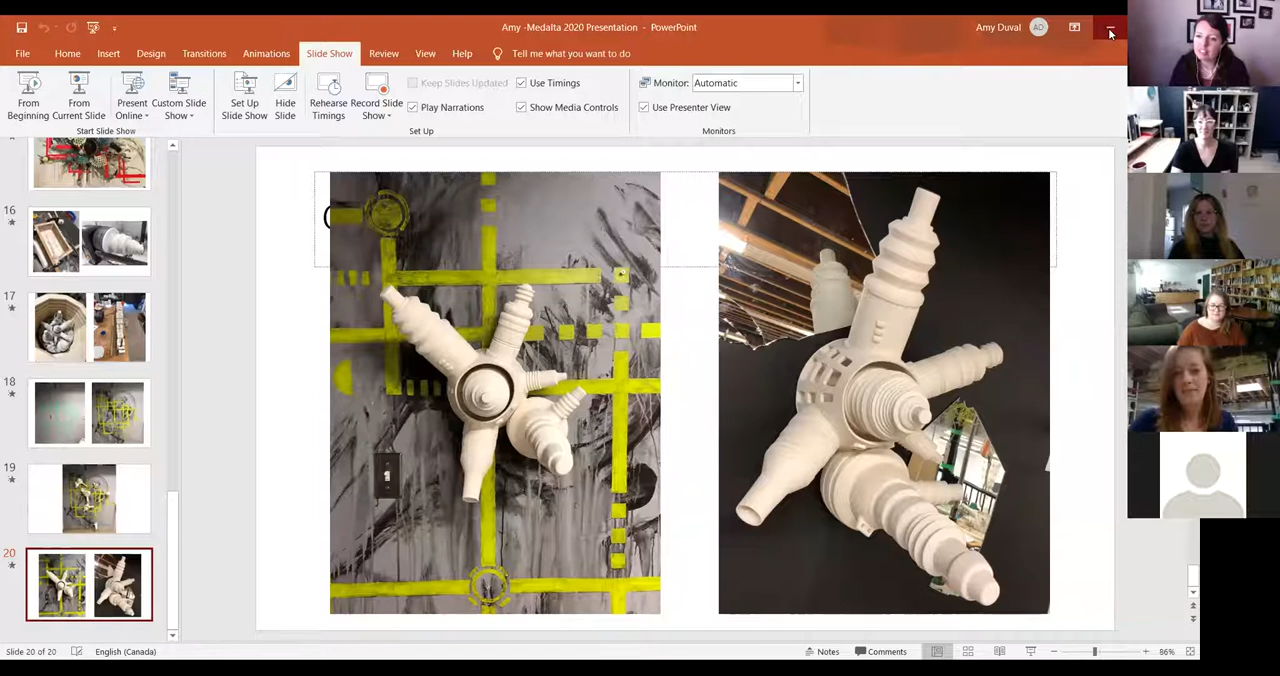 Amy -Medalta 2020 Presentation - PowerPoint
Amy Duval AD
File Home Insert Design Transitions Animations Slide Show Review View Help Tell me what you want to do
From Beginning
From Current Slide
Present Online
Custom Slide Show
Start Slide Show
Set Up Slide Show
Hide Slide
Rehearse Timings
Record Slide Show
Keep Slides Updated
Play Narrations
Use Timings
Show Media Controls
Set Up
Monitor: Automatic
Use Presenter View
Monitors
16
17
18
19
20
Slide 20 of 20 English (Canada) Notes Comments 86%